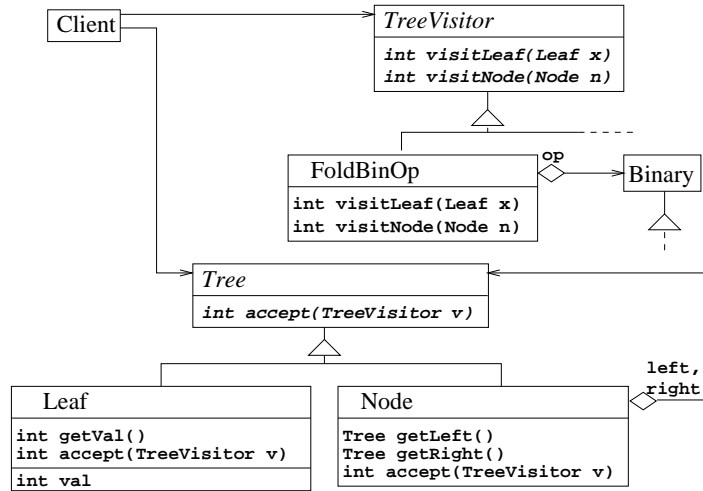 Client
TreeVisitor
int visitLeaf(Leaf x)
int visitNode(Node n)
FoldBinOp
int visitLeaf(Leaf x)
int visitNode(Node n)
op
Binary
Tree
int accept(TreeVisitor v)
Leaf
int getVal()
int accept(TreeVisitor v)
int val
Node
Tree getLeft()
Tree getRight()
int accept(TreeVisitor v)
left,
right